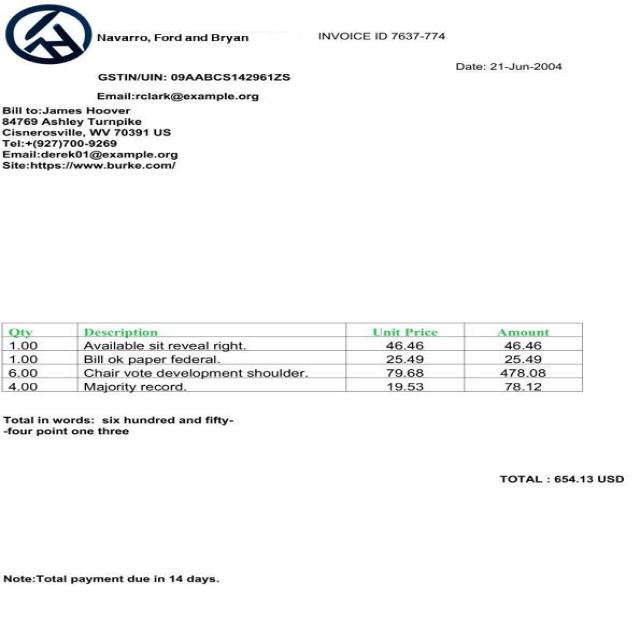 Navarro, Ford and Bryan
INVOICE ID 7637-774
Date: 21-Jun-2004
GSTIN/UIN: 09AABCS142961ZS
Email:rclark@example.org
Bill to:James Hoover
84769 Ashley Turnpike
Cisnerosville, WV 70391 US
Tel:+(927)700-9269
Email:derek01@example.org
Site:https://www.burke.com/
Qty Description Unit Price Amount
1.00 Available sit reveal right. 46.46 46.46
1.00 Bill ok paper federal. 25.49 25.49
6.00 Chair vote development shoulder. 79.68 478.08
4.00 Majority record. 19.53 78.12
Total in words: six hundred and fifty-
-four point one three
TOTAL : 654.13 USD
Note:Total payment due in 14 days.